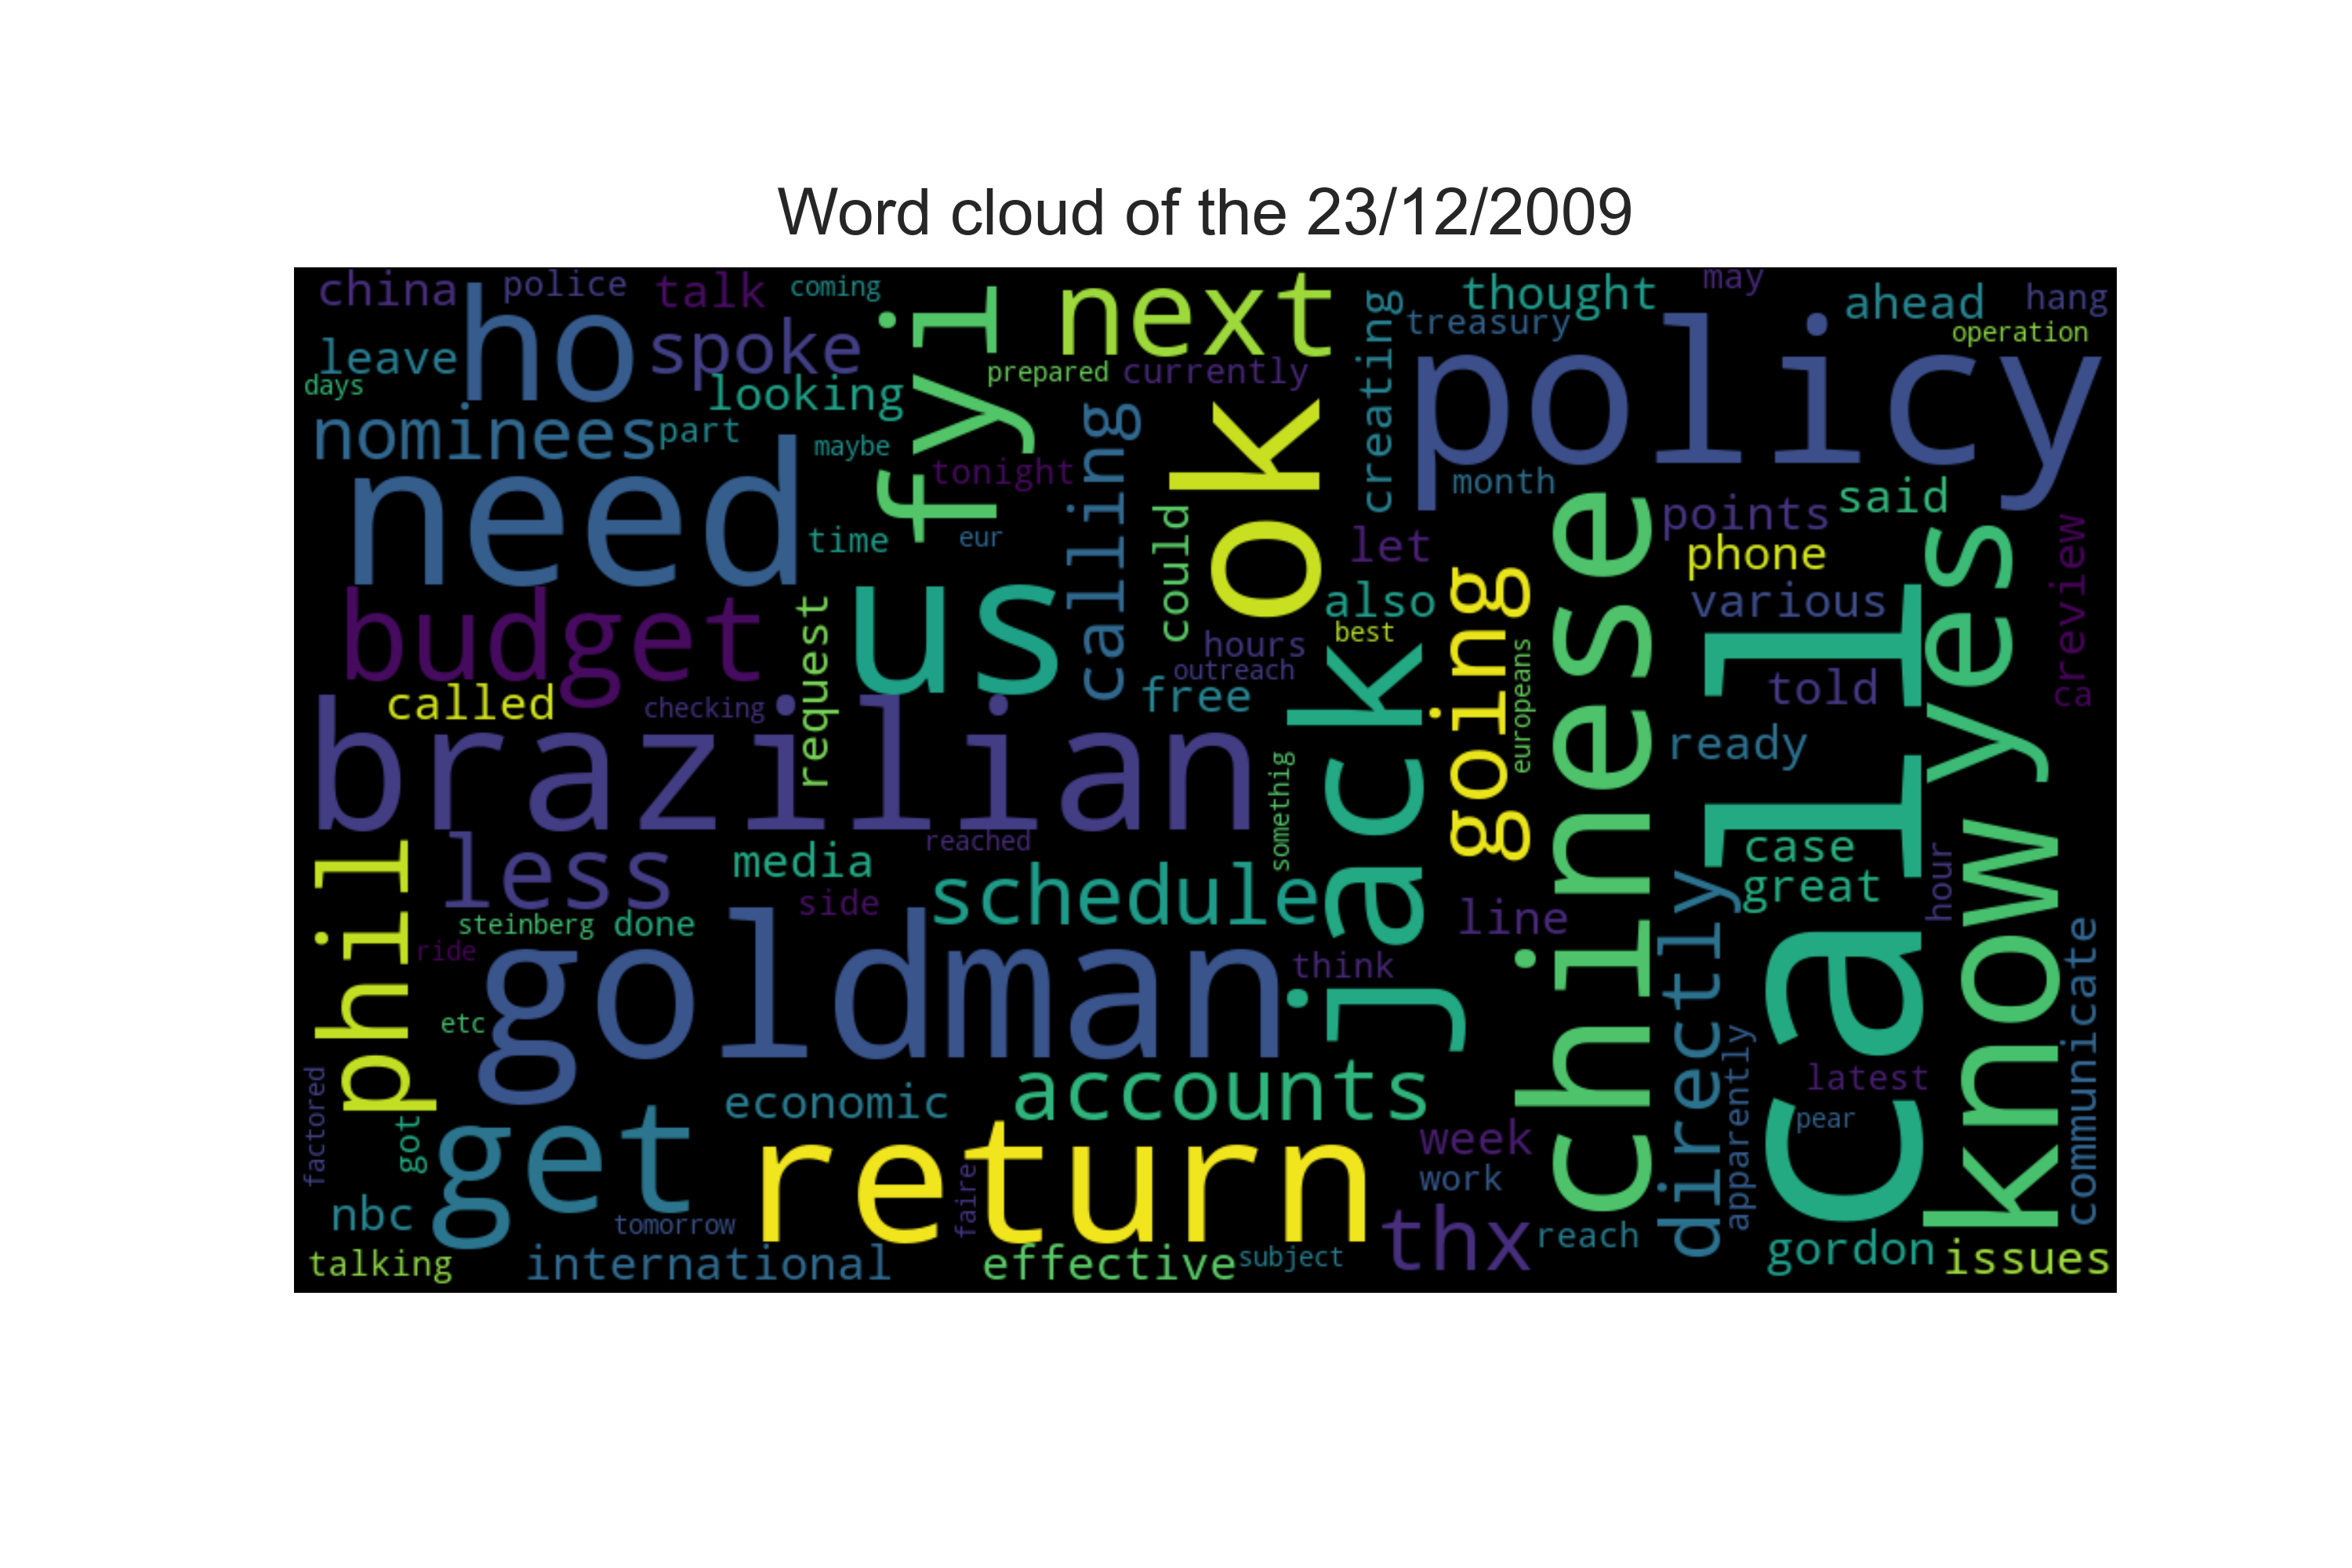 Word cloud of the 23/12/2009
china
police
talk
coming
ho
spoke
leave
days
looking
nominees
part
maybe
need
time
fyi
next
prepared
currently
tonight
eur
calling
could
ok
creating
thought
treasury
may
ahead
hang
operation
policy
month
points
said
phone
various
let
also
best
hours
outreach
free
budget
us
request
called
checking
brazilian
going
europeans
chinese
call
yes
review
ca
told
ready
jack
somethig
reached
phil
less
media
side
schedule
steinberg
done
ride
goldman
think
line
case
great
hour
know
directly
communicate
apparently
latest
pear
etc
economic
accounts
factored
got
get
return
faire
week
work
nbc
tomorrow
thx
reach
talking
international
effective
subject
gordon
issues